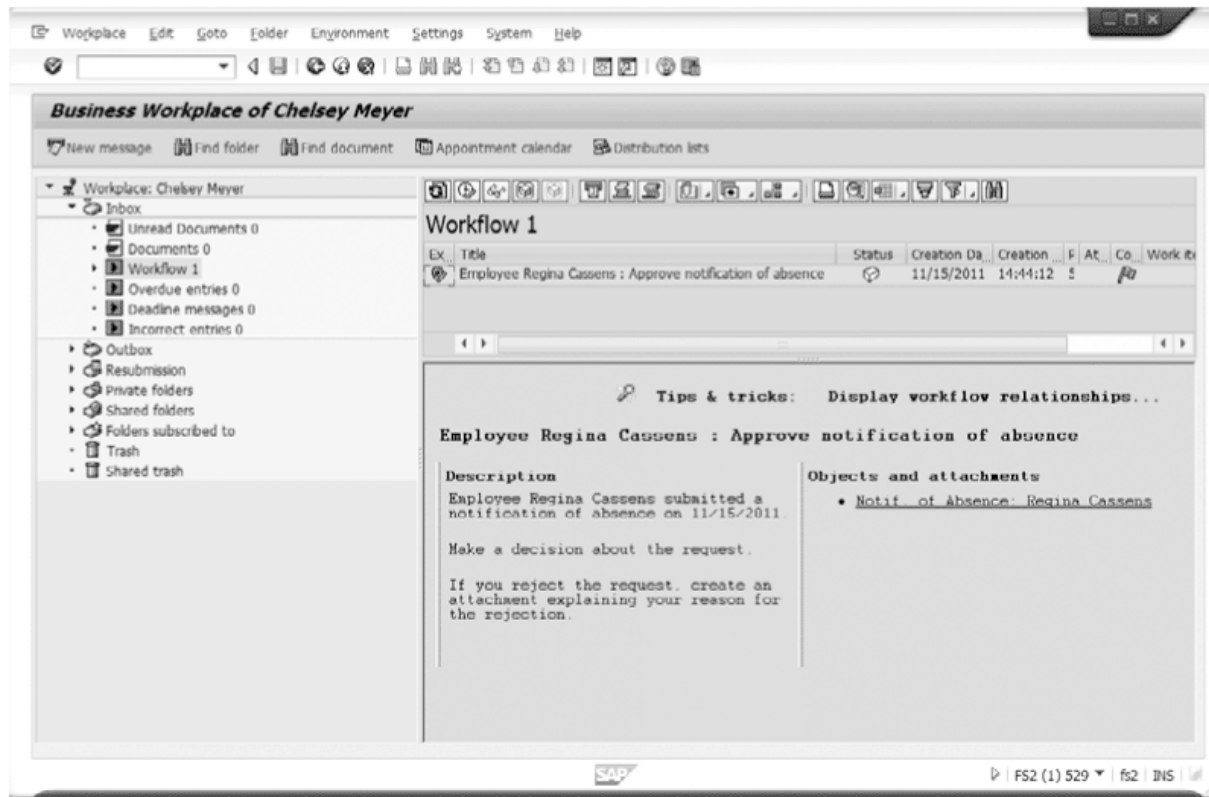 Workplace Edit Goto Folder Environment Settings System Help
Business Workplace of Chelsey Meyer
New message Find folder Find document Appointment calendar Distribution lists
Workplace: Chelsey Meyer
Inbox
Unread Documents 0
Documents 0
Workflow 1
Overdue entries 0
Deadline messages 0
Incorrect entries 0
Outbox
Resubmission
Private folders
Shared folders
Folders subscribed to
Trash
Shared trash
Workflow 1
Ex... Title Status Creation Da... Creation ... At... Co... Work ite
Employee Regina Cassens : Approve notification of absence 11/15/2011 14:44:12 5
Tips & tricks: Display workflow relationships...
Employee Regina Cassens : Approve notification of absence
Description
Employee Regina Cassens submitted a
notification of absence on 11/15/2011.
Make a decision about the request.
If you reject the request, create an
attachment explaining your reason for
the rejection.
Objects and attachments
• Notif. of Absence: Regina Cassens
SAP
FS2 (1) 529 fs2 INS